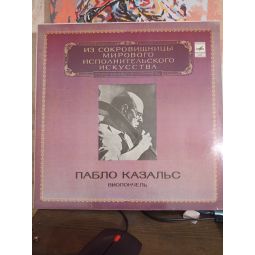 ИЗ СОКРОВИЩНИЦЫ
МИРОВОГО
ИСПОЛНИТЕЛЬСКОГО
ИСКУССТВА
ПАБЛО КАЗАЛЬС
ВИОЛОНЧЕЛЬ